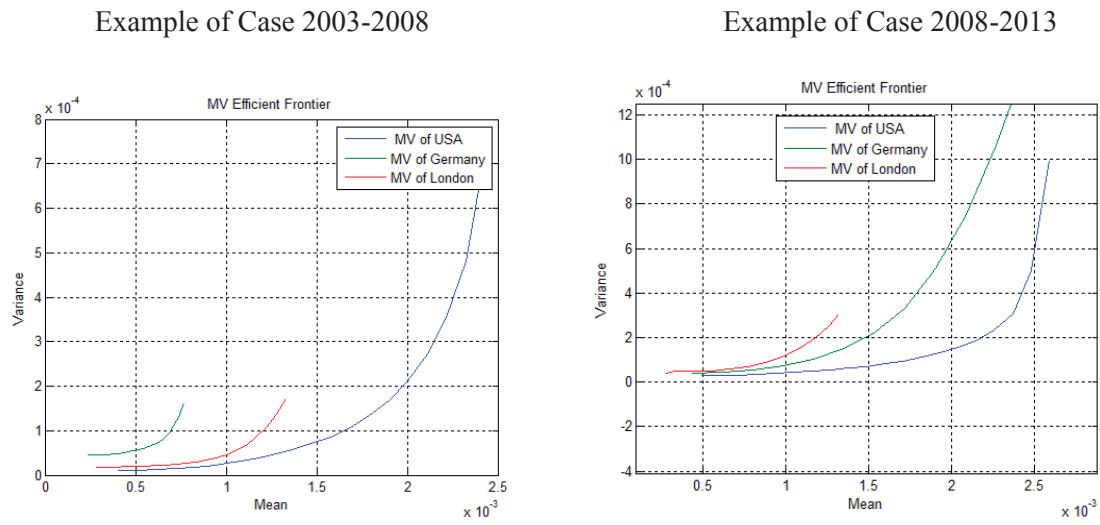 Example of Case 2003-2008
x 10⁻⁴
MV Efficient Frontier
8
7
6
5
4
3
2
1
0
Variance
MV of USA
MV of Germany
MV of London
0
0.5
1
1.5
2
2.5
Mean
x 10⁻³
Example of Case 2008-2013
x 10⁻⁴
MV Efficient Frontier
12
10
8
6
4
2
0
-2
-4
Variance
MV of USA
MV of Germany
MV of London
0.5
1
1.5
2
2.5
Mean
x 10⁻³